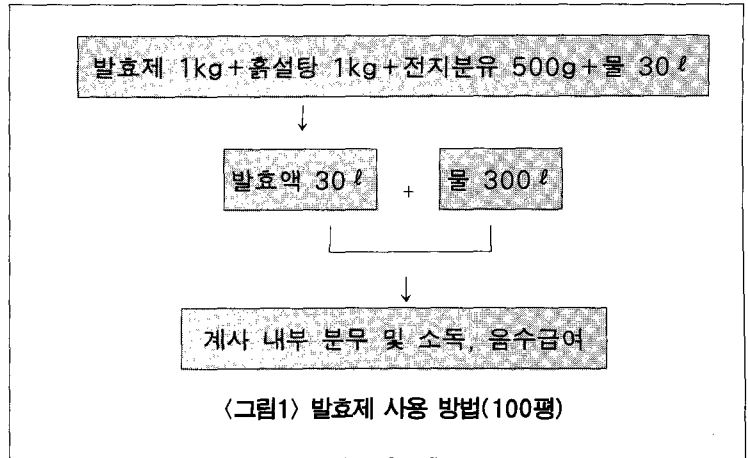 발효제 1kg+흙설탕 1kg+전지분유 500g+물 30ℓ
↓
발효액 30ℓ + 물 300ℓ
↓
계사 내부 분무 및 소독, 음수급여
〈그림1〉 발효제 사용 방법(100평)